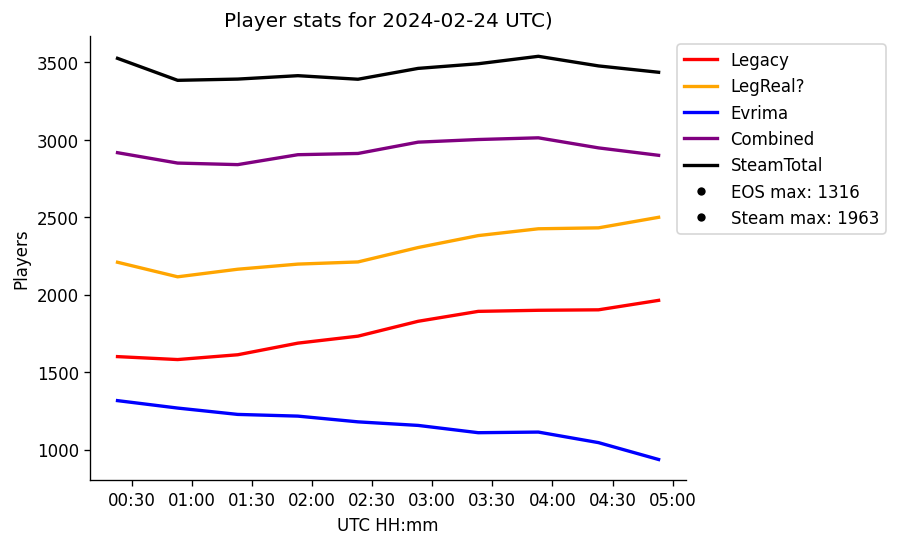 Player stats for 2024-02-24 UTC)
Legacy
LegReal?
Evrima
Combined
SteamTotal
EOS max: 1316
Steam max: 1963
Players
3500
3000
2500
2000
1500
1000
00:30 01:00 01:30 02:00 02:30 03:00 03:30 04:00 04:30 05:00
UTC HH:mm